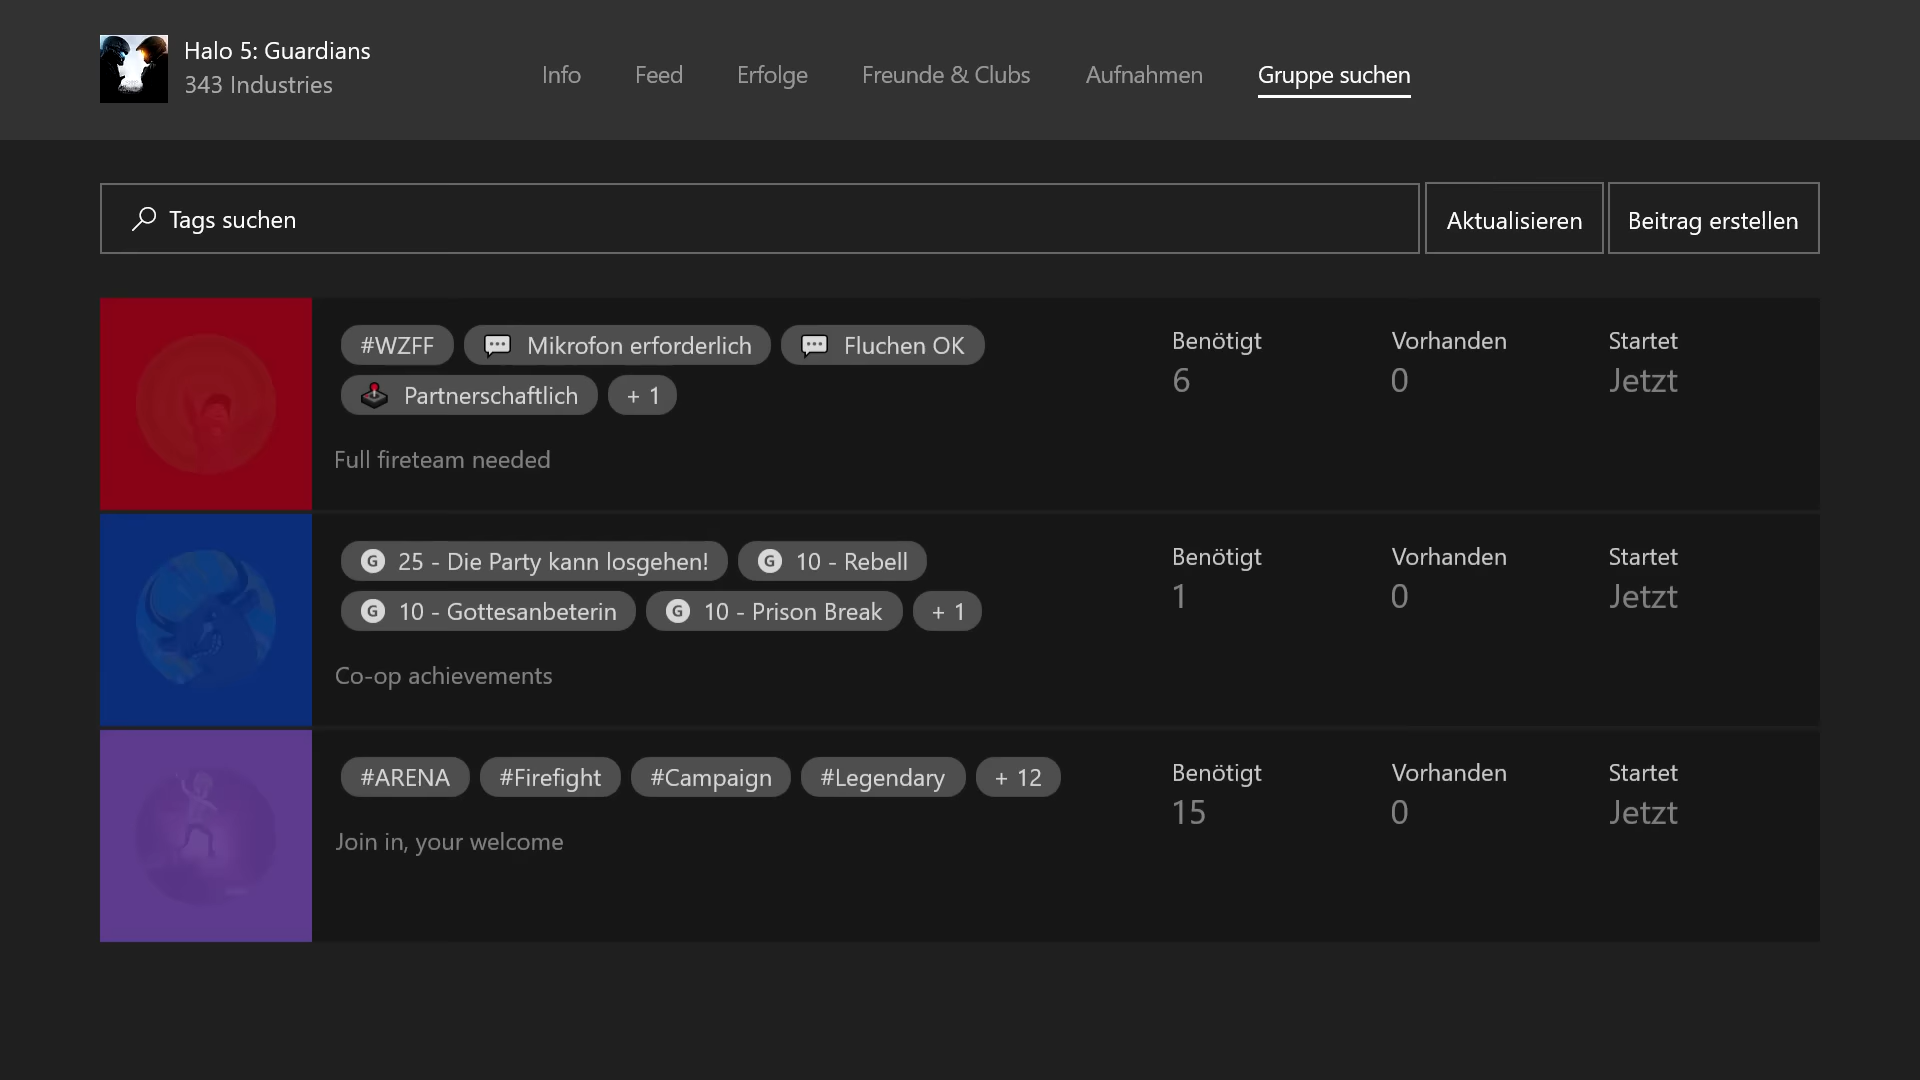 Halo 5: Guardians
343 Industries
Info
Feed
Erfolge
Freunde & Clubs
Aufnahmen
Gruppe suchen
Tags suchen
Aktualisieren
Beitrag erstellen
#WZFF
Mikrofon erforderlich
Fluchen OK
Partnerschaftlich
+ 1
Full fireteam needed
Benötigt
6
Vorhanden
0
Startet
Jetzt
G 25 - Die Party kann losgehen!
G 10 - Rebell
G 10 - Gottesanbeterin
G 10 - Prison Break
+ 1
Co-op achievements
Benötigt
1
Vorhanden
0
Startet
Jetzt
#ARENA
#Firefight
#Campaign
#Legendary
+ 12
Join in, your welcome
Benötigt
15
Vorhanden
0
Startet
Jetzt